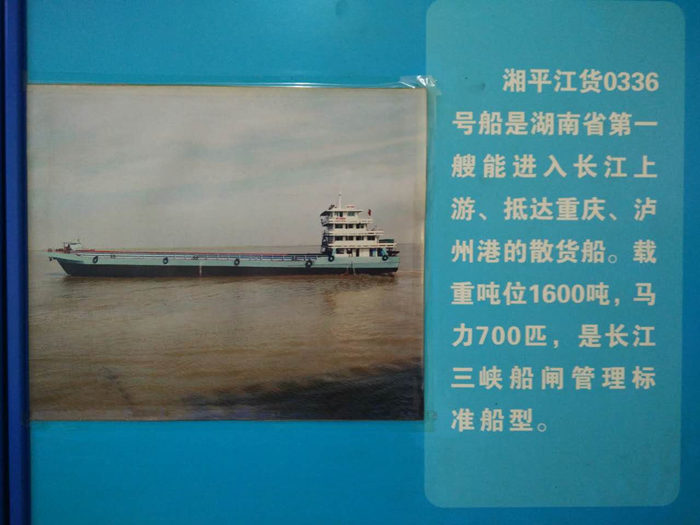 湘平江货0336
号船是湖南省第一
艘能进入长江上
游、抵达重庆、泸
州港的散货船。载
重吨位1600吨，马
力700匹，是长江
三峡船闸管理标
准船型。